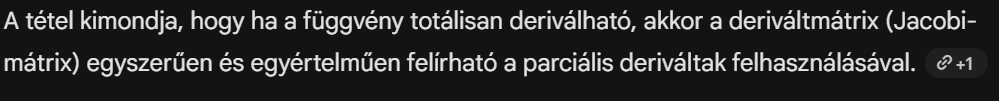 A tétel kimondja, hogy ha a függvény totálisan deriválható, akkor a deriváltmátrix (Jacobi-
mátrix) egyszerűen és egyértelműen felírható a parciális deriváltak felhasználásával. +1